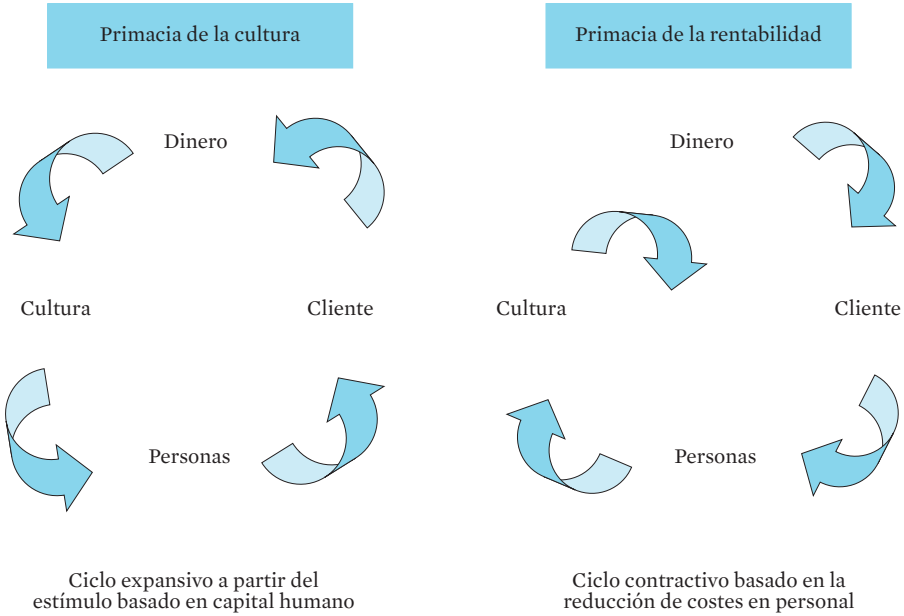 Primacia de la cultura
Dinero
Cultura
Cliente
Personas
Ciclo expansivo a partir del
estímulo basado en capital humano
Primacia de la rentabilidad
Dinero
Cultura
Cliente
Personas
Ciclo contractivo basado en la
reducción de costes en personal